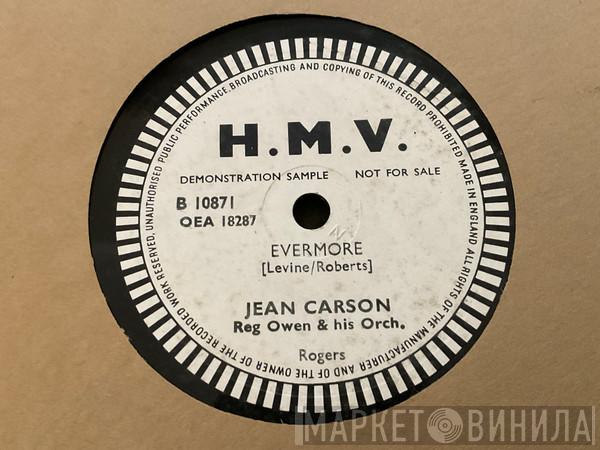 H.M.V.
DEMONSTRATION SAMPLE NOT FOR SALE
B 10871
OEA 18287
EVERMORE
[Levine/Roberts]
JEAN CARSON
Reg Owen & his Orch.
Rogers
MADE IN ENGLAND ALL RIGHTS OF THE MANUFACTURER AND OF THE OWNER OF THE RECORDED WORK RESERVED, UNAUTHORISED PUBLIC PERFORMANCE, BROADCASTING AND COPYING OF THIS RECORD PROHIBITED
МАРКЕТ ВИНИЛА